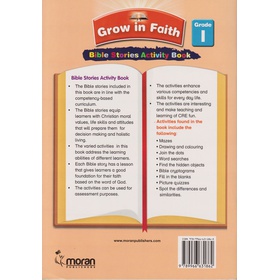 Grow in Faith
Grade
1
Bible Stories Activity Book
Bible Stories Activity Book
• The Bible stories included in this book are in line with the competency-based curriculum.
• The Bible stories equip learners with Christian moral values, life skills and attitudes that will prepare them for decision making and holistic living.
• The varied activities in this book address the learning abilities of different learners.
• Each Bible story has a lesson that gives learners a good foundation for their faith based on the word of God.
• The activities can be used for assessment purposes.
• The activities enhance various competencies and skills for every day life.
• The activities are interesting and make teaching and learning of CRE fun.
Activities found in the book include the following:
• Mazes
• Drawing and colouring
• Join the dots
• Word searches
• Find the hidden objects
• Bible cryptograms
• Fill in the blanks
• Picture quizzes
• Spot the differences and similarities.
www.moranpublishers.com
moran
PUBLISHERS